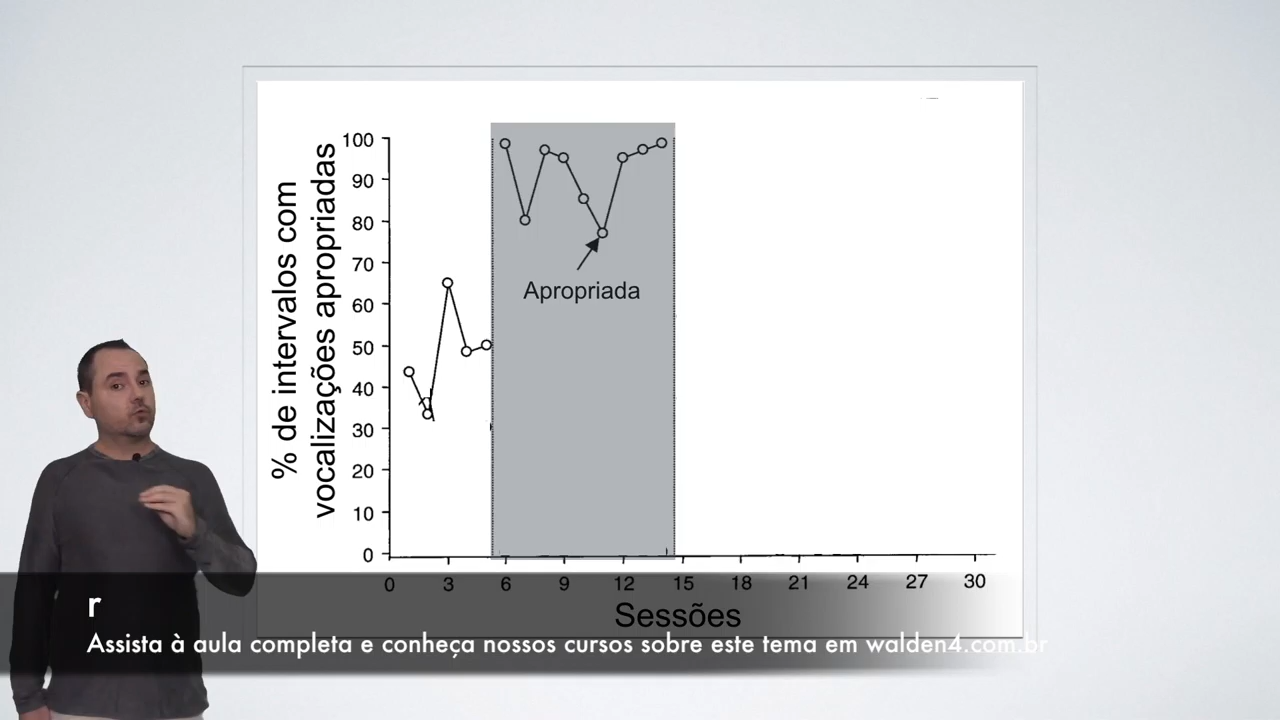 % de intervalos com
vocalizações apropriadas
100
90
80
70
60
50
40
30
20
10
0
Apropriada
0 3 6 9 12 15 18 21 24 27 30
Sessões
r
Assista à aula completa e conheça nossos cursos sobre este tema em walden4.com.br